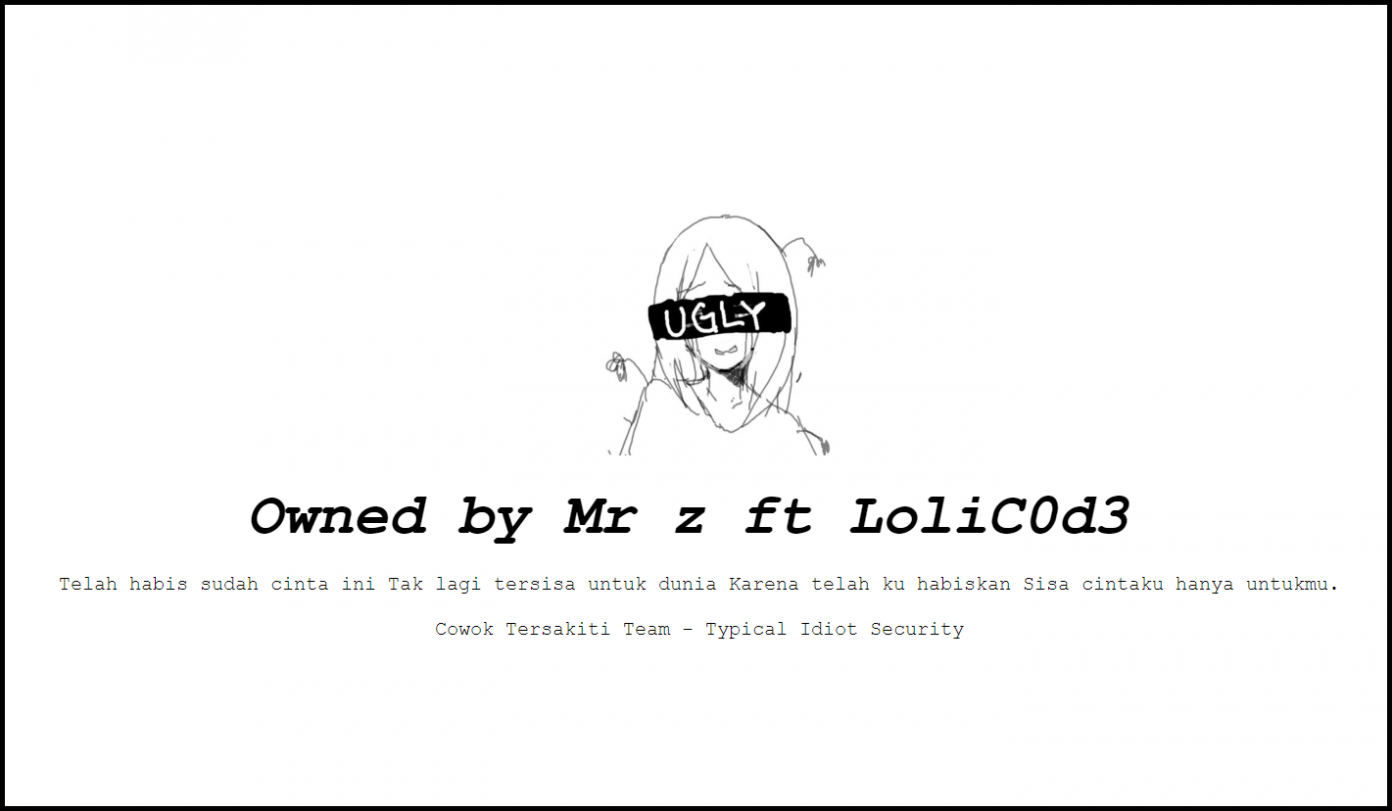 UGLY
Owned by Mr z ft LoliC0d3
Telah habis sudah cinta ini Tak lagi tersisa untuk dunia Karena telah ku habiskan Sisa cintaku hanya untukmu.
Cowok Tersakiti Team - Typical Idiot Security